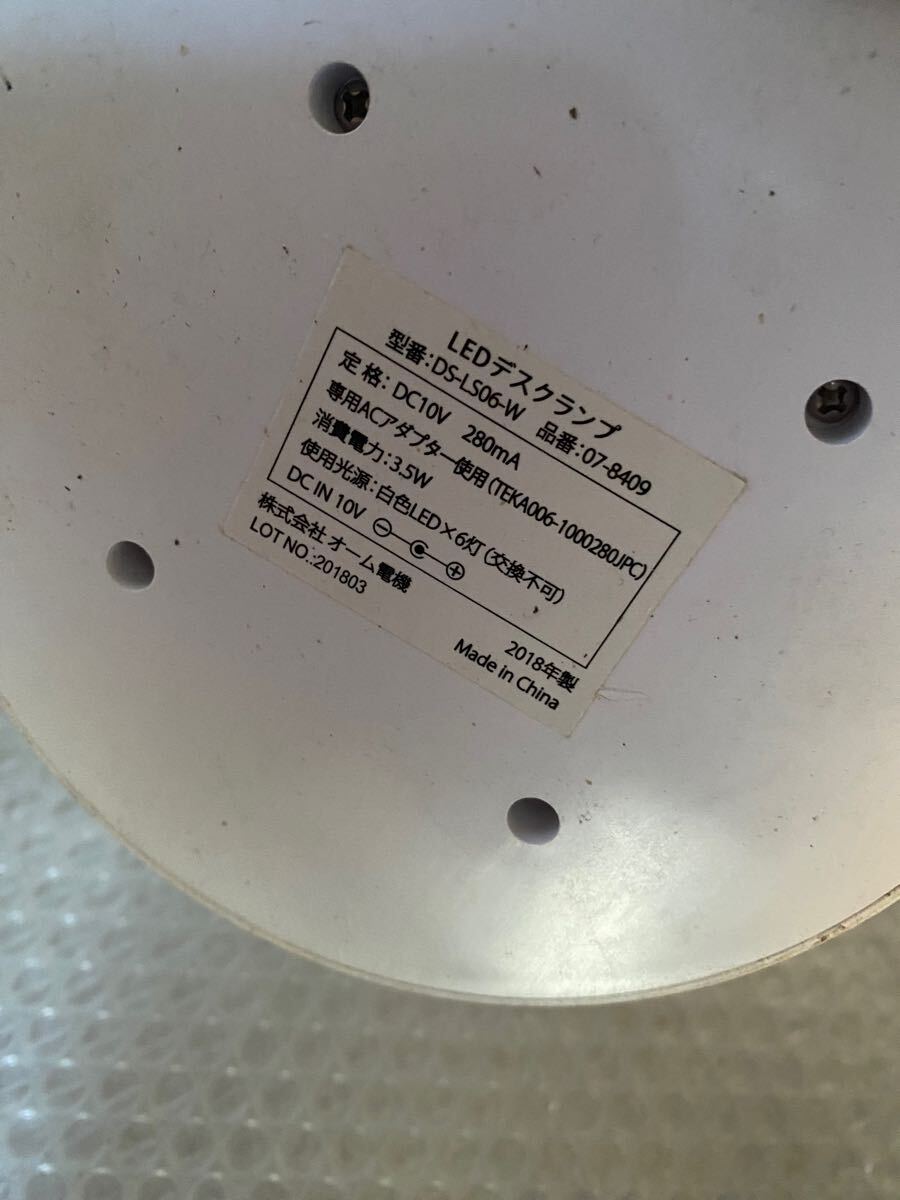 LEDデスクランプ
型番:DS-LS06-W 品番:07-8409
定 格: DC10V 280mA
専用ACアダプター使用(TEKA006-1000280JPC)
消費電力:3.5W
使用光源:白色LED×6灯(交換不可)
DC IN 10V ⊖ ⊕
株式会社 オーム電機
LOT NO.:201803
2018年製
Made in China